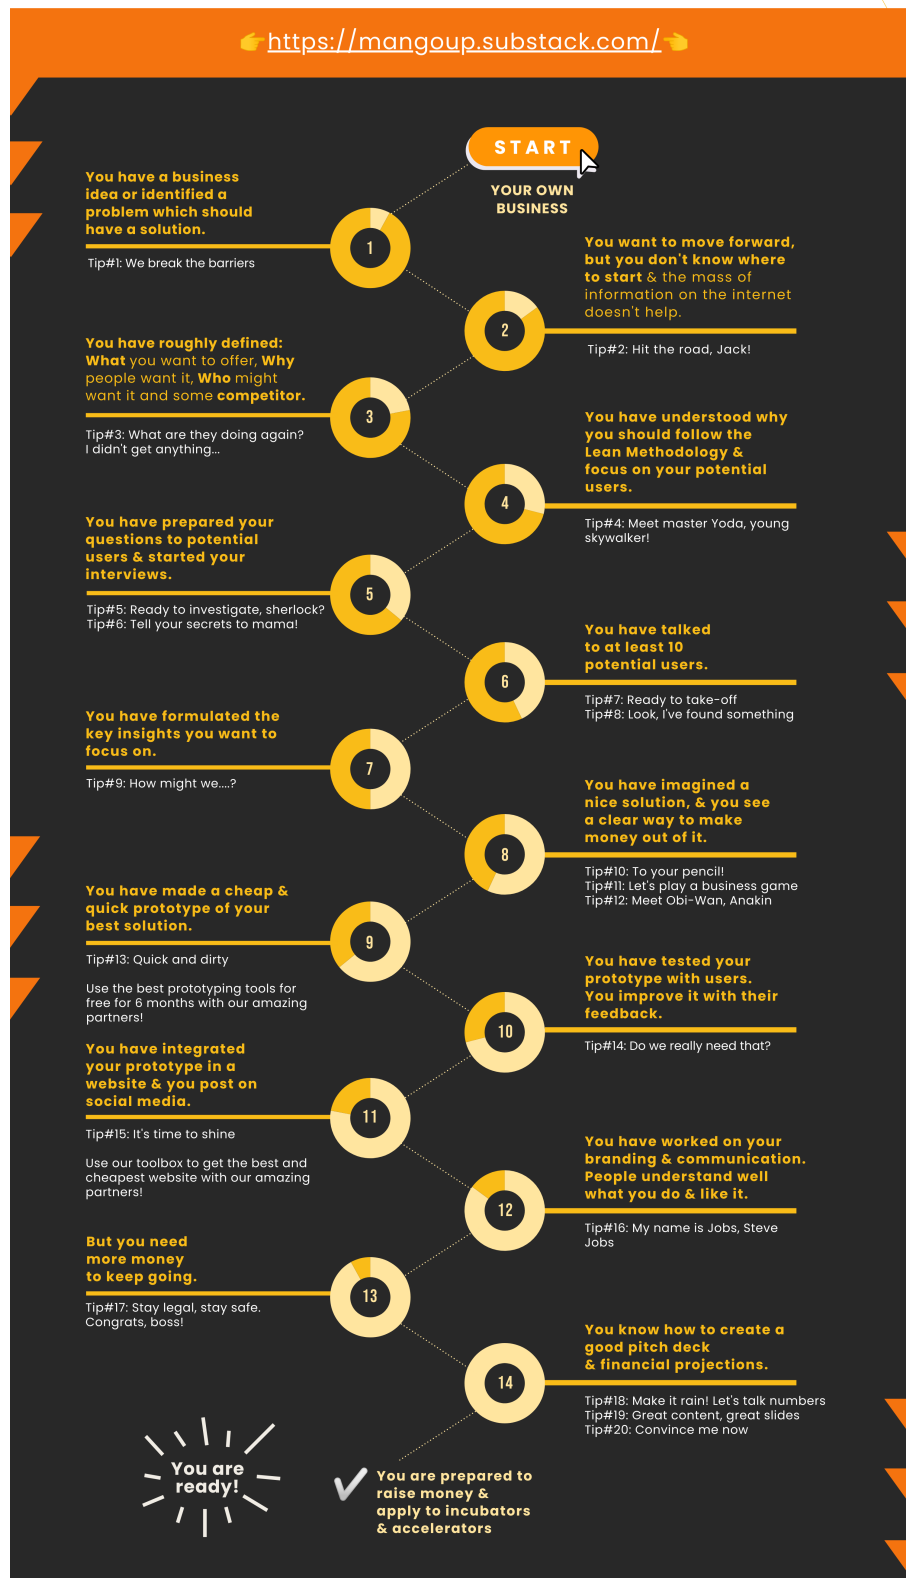 https://mangoup.substack.com/
START
YOUR OWN
BUSINESS
You have a business
idea or identified a
problem which should
have a solution.
1
Tip#1: We break the barriers
You want to move forward,
but you don't know where
to start & the mass of
information on the internet
doesn't help.
2
Tip#2: Hit the road, Jack!
You have roughly defined:
What you want to offer, Why
people want it, Who might
want it and some competitor.
3
Tip#3: What are they doing again?
I didn't get anything...
You have understood why
you should follow the
Lean Methodology &
focus on your potential
users.
4
Tip#4: Meet master Yoda, young
skywalker!
You have prepared your
questions to potential
users & started your
interviews.
5
Tip#5: Ready to investigate, sherlock?
Tip#6: Tell your secrets to mama!
You have talked
to at least 10
potential users.
6
Tip#7: Ready to take-off
Tip#8: Look, I've found something
You have formulated the
key insights you want to
focus on.
7
Tip#9: How might we....?
You have imagined a
nice solution, & you see
a clear way to make
money out of it.
8
Tip#10: To your pencil!
Tip#11: Let's play a business game
Tip#12: Meet Obi-Wan, Anakin
You have made a cheap &
quick prototype of your
best solution.
9
Tip#13: Quick and dirty
Use the best prototyping tools for
free for 6 months with our amazing
partners!
You have tested your
prototype with users.
You improve it with their
feedback.
10
Tip#14: Do we really need that?
You have integrated
your prototype in a
website & you post on
social media.
11
Tip#15: It's time to shine
Use our toolbox to get the best and
cheapest website with our amazing
partners!
You have worked on your
branding & communication.
People understand well
what you do & like it.
12
Tip#16: My name is Jobs, Steve
Jobs
But you need
more money
to keep going.
13
Tip#17: Stay legal, stay safe.
Congrats, boss!
You know how to create a
good pitch deck
& financial projections.
14
Tip#18: Make it rain! Let's talk numbers
Tip#19: Great content, great slides
Tip#20: Convince me now
You are
ready!
You are prepared to
raise money &
apply to incubators
& accelerators